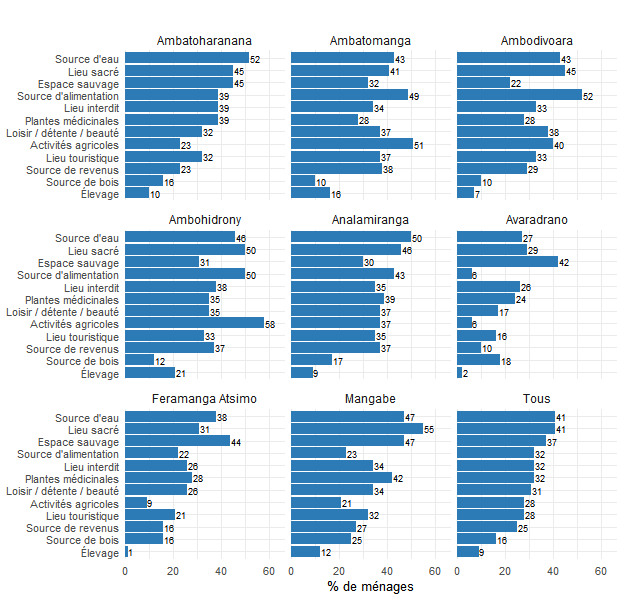 Ambatoharanana Ambatomanga Ambodivoara
Source d'eau 52 43 43
Lieu sacré 45 41 45
Espace sauvage 45 32 22
Source d'alimentation 39 49 52
Lieu interdit 39 34 33
Plantes médicinales 39 28 28
Loisir / détente / beauté 32 37 38
Activités agricoles 23 51 40
Lieu touristique 32 37 33
Source de revenus 23 38 29
Source de bois 16 10 10
Élevage 10 16 7
Ambohidrony Analamiranga Avaradrano
Source d'eau 46 50 27
Lieu sacré 50 46 29
Espace sauvage 31 30 42
Source d'alimentation 50 43 6
Lieu interdit 38 35 26
Plantes médicinales 35 39 24
Loisir / détente / beauté 35 37 17
Activités agricoles 58 37 6
Lieu touristique 33 35 16
Source de revenus 37 37 10
Source de bois 12 17 18
Élevage 21 9 2
Feramanga Atsimo Mangabe Tous
Source d'eau 38 47 41
Lieu sacré 31 55 41
Espace sauvage 44 47 37
Source d'alimentation 22 23 32
Lieu interdit 26 34 32
Plantes médicinales 28 42 32
Loisir / détente / beauté 26 34 31
Activités agricoles 9 21 28
Lieu touristique 21 32 28
Source de revenus 16 27 25
Source de bois 16 25 16
Élevage 1 12 9
0 20 40 60 0 20 40 60 0 20 40 60
% de ménages